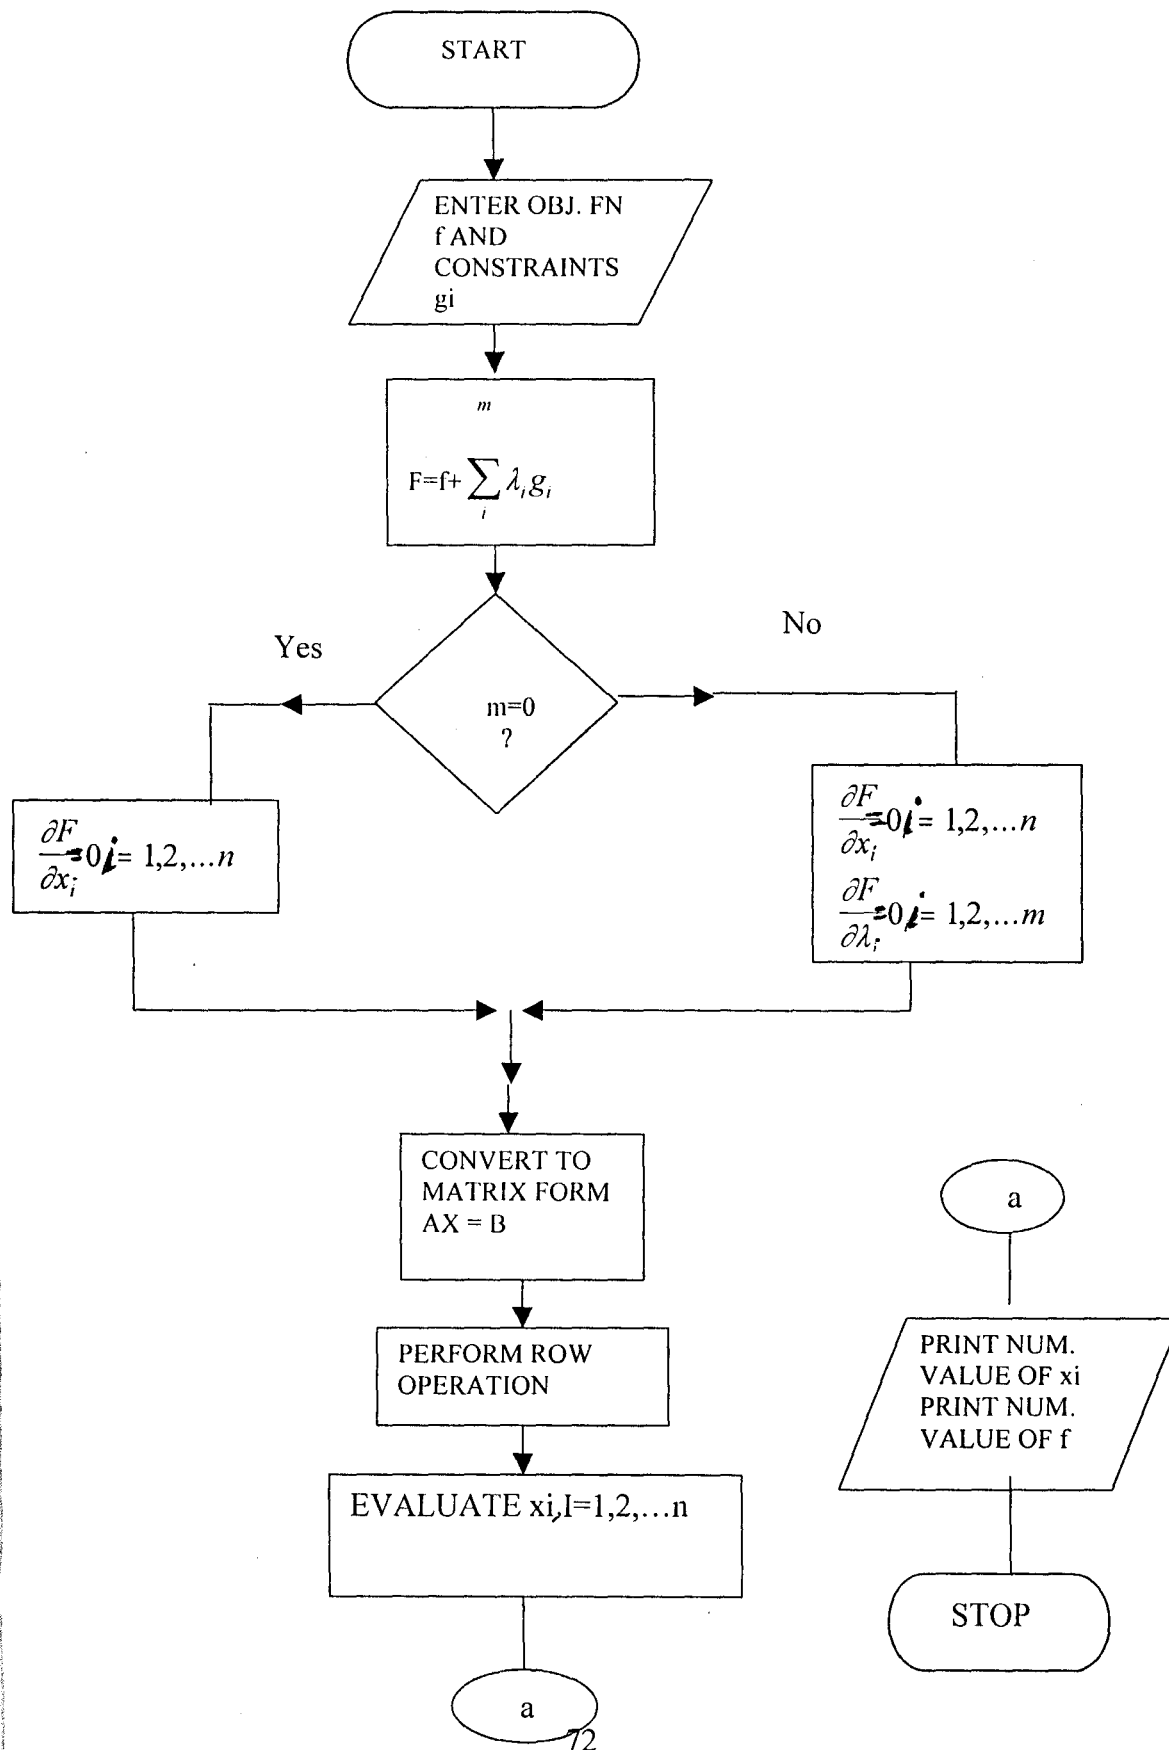 START
ENTER OBJ. FN
f AND
CONSTRAINTS
gi
m
F=f+ ∑ λᵢgᵢ
i
Yes
No
m=0
?
∂F/∂xᵢ =0 i= 1,2,...n
∂F/∂xᵢ =0 i= 1,2,...n
∂F/∂λᵢ =0 i= 1,2,...m
CONVERT TO
MATRIX FORM
AX = B
PERFORM ROW
OPERATION
EVALUATE xi,I=1,2,...n
a
72
a
PRINT NUM.
VALUE OF xi
PRINT NUM.
VALUE OF f
STOP